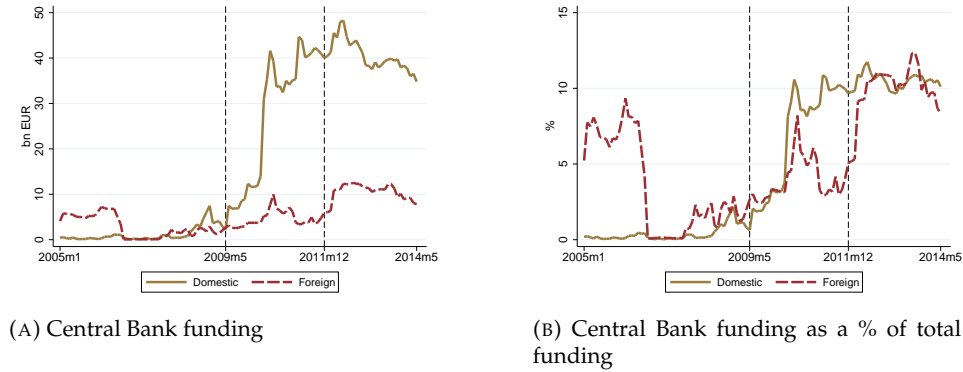 50
40
30
20
10
0
bn EUR
2005m1 2009m5 2011m12 2014m5
Domestic Foreign
(A) Central Bank funding
15
10
5
0
%
2005m1 2009m5 2011m12 2014m5
Domestic Foreign
(B) Central Bank funding as a % of total
funding